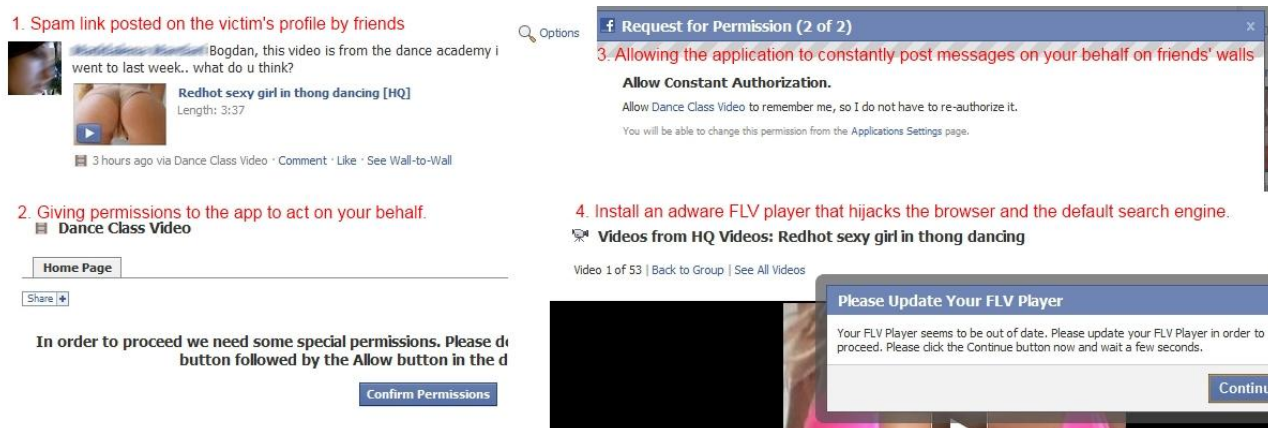 1. Spam link posted on the victim's profile by friends
Bogdan, this video is from the dance academy i
went to last week.. what do u think?
Redhot sexy girl in thong dancing [HQ]
Length: 3:37
3 hours ago via Dance Class Video · Comment · Like · See Wall-to-Wall
Options
f Request for Permission (2 of 2) x
3. Allowing the application to constantly post messages on your behalf on friends' walls
Allow Constant Authorization.
Allow Dance Class Video to remember me, so I do not have to re-authorize it.
You will be able to change this permission from the Applications Settings page.
2. Giving permissions to the app to act on your behalf.
Dance Class Video
Home Page
Share +
In order to proceed we need some special permissions. Please d
button followed by the Allow button in the d
Confirm Permissions
4. Install an adware FLV player that hijacks the browser and the default search engine.
Videos from HQ Videos: Redhot sexy girl in thong dancing
Video 1 of 53 | Back to Group | See All Videos
Please Update Your FLV Player
Your FLV Player seems to be out of date. Please update your FLV Player in order to
proceed. Please click the Continue button now and wait a few seconds.
Continu